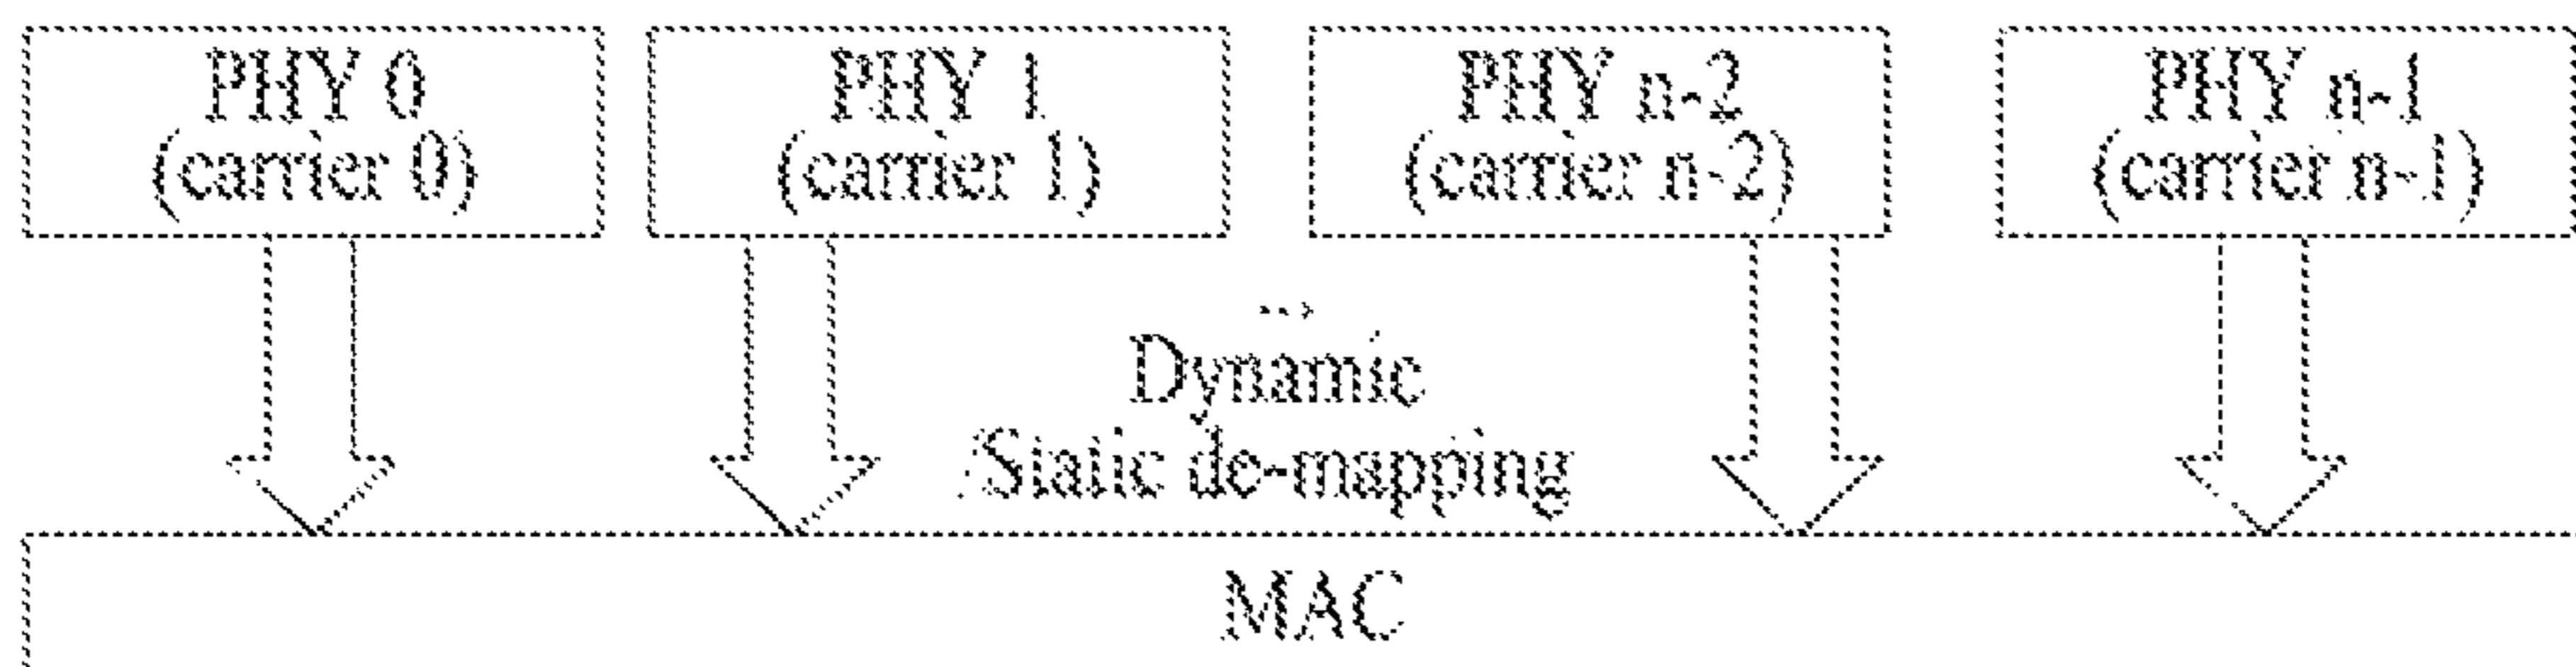 PHY 0
(carrier 0)
PHY 1
(carrier 1)
PHY n-2
(carrier n-2)
PHY n-1
(carrier n-1)
...
Dynamic
/Static de-mapping
MAC